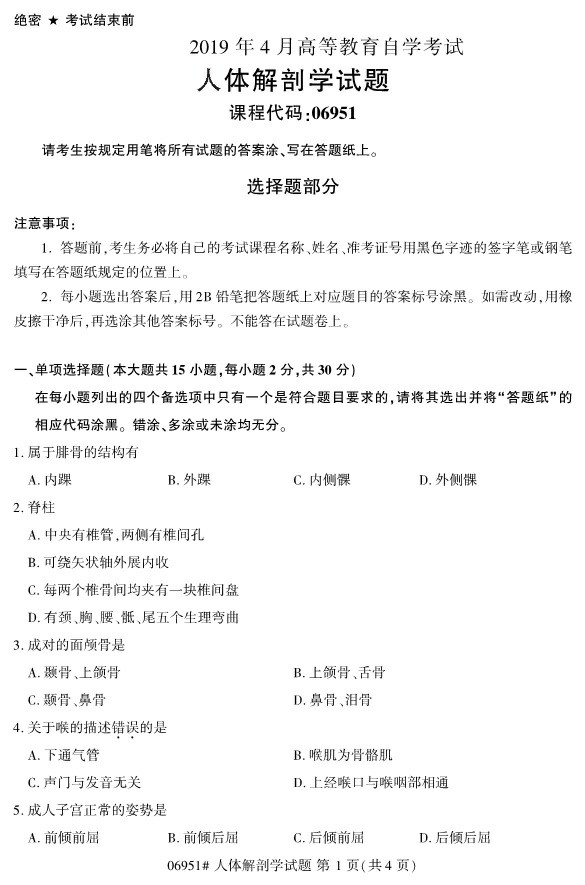 绝密 ★ 考试结束前
2019 年 4 月高等教育自学考试
人体解剖学试题
课程代码:06951
请考生按规定用笔将所有试题的答案涂、写在答题纸上。
选择题部分
注意事项:
1. 答题前,考生务必将自己的考试课程名称、姓名、准考证号用黑色字迹的签字笔或钢笔
填写在答题纸规定的位置上。
2. 每小题选出答案后,用 2B 铅笔把答题纸上对应题目的答案标号涂黑。如需改动,用橡
皮擦干净后,再选涂其他答案标号。不能答在试题卷上。
一、单项选择题(本大题共 15 小题,每小题 2 分,共 30 分)
在每小题列出的四个备选项中只有一个是符合题目要求的,请将其选出并将“答题纸”的
相应代码涂黑。错涂、多涂或未涂均无分。
1. 属于腓骨的结构有
A. 内踝 B. 外踝 C. 内侧髁 D. 外侧髁
2. 脊柱
A. 中央有椎管,两侧有椎间孔
B. 可绕矢状轴外展内收
C. 每两个椎骨间均夹有一块椎间盘
D. 有颈、胸、腰、骶、尾五个生理弯曲
3. 成对的面颅骨是
A. 颞骨、上颌骨 B. 上颌骨、舌骨
C. 颞骨、鼻骨 D. 鼻骨、泪骨
4. 关于喉的描述错误的是
A. 下通气管 B. 喉肌为骨骼肌
C. 声门与发音无关 D. 上经喉口与喉咽部相通
5. 成人子宫正常的姿势是
A. 前倾前屈 B. 前倾后屈 C. 后倾前屈 D. 后倾后屈
06951# 人体解剖学试题 第 1 页(共 4 页)